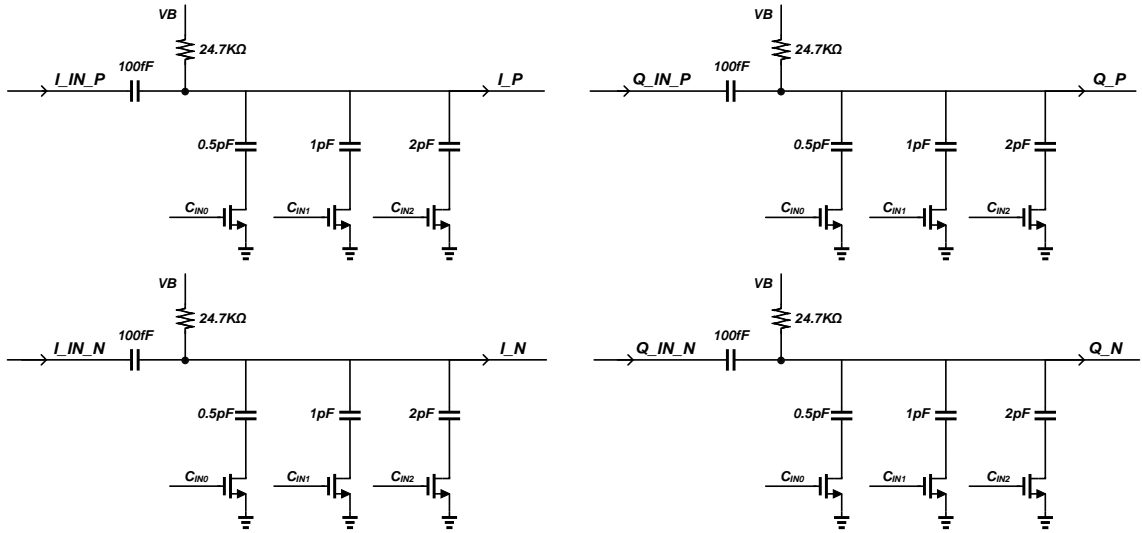 VB
24.7KΩ
100fF
I_IN_P
I_P
0.5pF
1pF
2pF
CIN0
CIN1
CIN2
VB
24.7KΩ
100fF
Q_IN_P
Q_P
0.5pF
1pF
2pF
CIN0
CIN1
CIN2
VB
24.7KΩ
100fF
I_IN_N
I_N
0.5pF
1pF
2pF
CIN0
CIN1
CIN2
VB
24.7KΩ
100fF
Q_IN_N
Q_N
0.5pF
1pF
2pF
CIN0
CIN1
CIN2